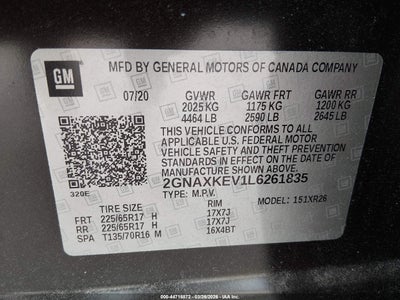 GM
MFD BY GENERAL MOTORS OF CANADA COMPANY
07/20 GVWR GAWR FRT GAWR RR
2025 KG 1175 KG 1200 KG
4464 LB 2590 LB 2645 LB
THIS VEHICLE CONFORMS TO ALL
APPLICABLE U.S. FEDERAL MOTOR
VEHICLE SAFETY, BUMPER, AND THEFT
PREVENTION STANDARDS IN EFFECT ON
THE DATE OF MANUFACTURE SHOWN ABOVE.
2GNAXKEV1L6261835
320E TYPE: M.P.V. MODEL: 151XR26
TIRE SIZE RIM
FRT 225/65R17 H 17X7J
RR 225/65R17 H 17X7J
SPA T135/70R16 M 16X4BT
IAA Inc.